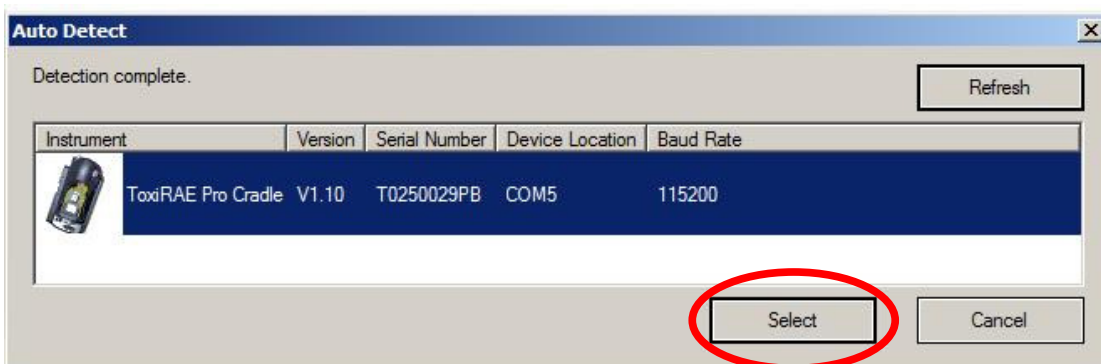 Auto Detect
Detection complete.
Refresh
Instrument Version Serial Number Device Location Baud Rate
ToxiRAE Pro Cradle V1.10 T0250029PB COM5 115200
Select Cancel